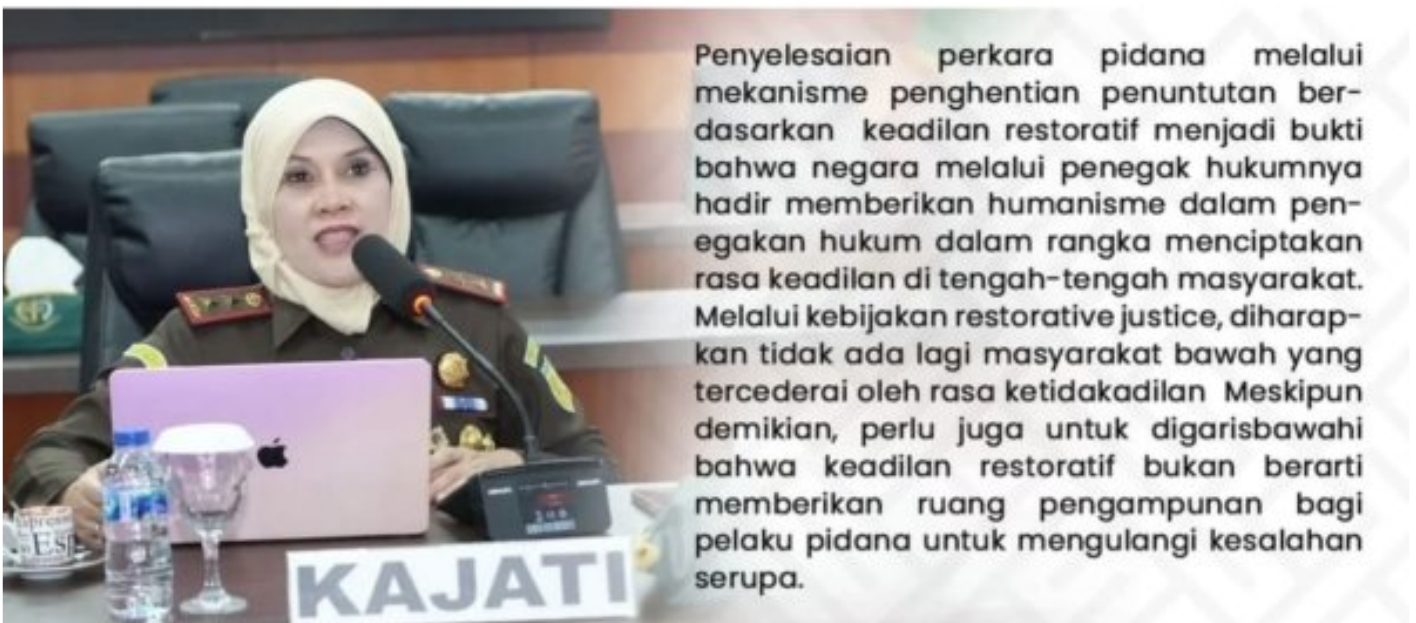 Penyelesaian perkara pidana melalui
mekanisme penghentian penuntutan ber-
dasarkan keadilan restoratif menjadi bukti
bahwa negara melalui penegak hukumnya
hadir memberikan humanisme dalam pen-
egakan hukum dalam rangka menciptakan
rasa keadilan di tengah-tengah masyarakat.
Melalui kebijakan restorative justice, diharap-
kan tidak ada lagi masyarakat bawah yang
tercederai oleh rasa ketidakadilan Meskipun
demikian, perlu juga untuk digarisbawahi
bahwa keadilan restoratif bukan berarti
memberikan ruang pengampunan bagi
pelaku pidana untuk mengulangi kesalahan
serupa.
KAJATI